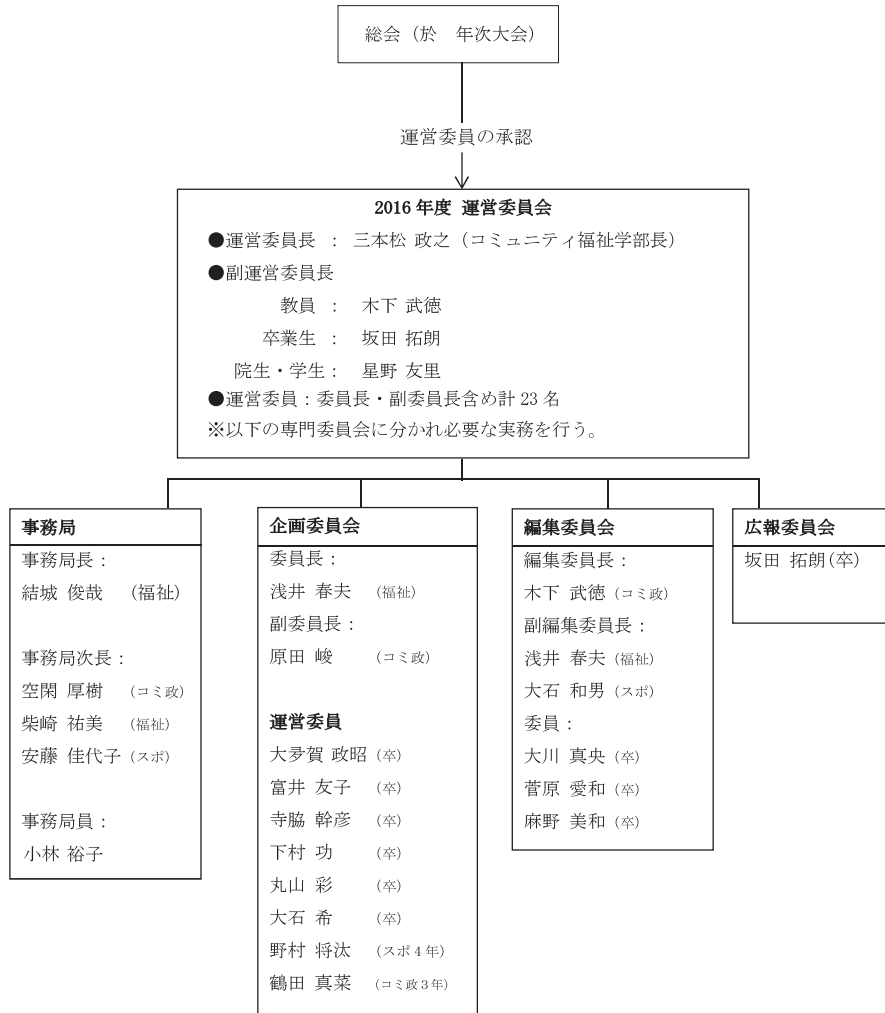 総会（於　年次大会）
運営委員の承認
2016 年度 運営委員会
●運営委員長 ： 三本松 政之（コミュニティ福祉学部長）
●副運営委員長
教員 ： 木下 武徳
卒業生 ： 坂田 拓朗
院生・学生： 星野 友里
●運営委員：委員長・副委員長含め計 23 名
※以下の専門委員会に分かれ必要な実務を行う。
事務局
事務局長：
結城 俊哉 (福祉)
事務局次長：
空閑 厚樹 (コミ政)
柴崎 祐美 (福祉)
安藤 佳代子 (スポ)
事務局員：
小林 裕子
企画委員会
委員長：
浅井 春夫 (福祉)
副委員長：
原田 峻 (コミ政)
運営委員
大夛賀 政昭 (卒)
富井 友子 (卒)
寺脇 幹彦 (卒)
下村 功 (卒)
丸山 彩 (卒)
大石 希 (卒)
野村 将汰 (スポ４年)
鶴田 真菜 (コミ政３年)
編集委員会
編集委員長：
木下 武徳 (コミ政)
副編集委員長：
浅井 春夫 (福祉)
大石 和男 (スポ)
委員：
大川 真央 (卒)
菅原 愛和 (卒)
麻野 美和 (卒)
広報委員会
坂田 拓朗(卒)